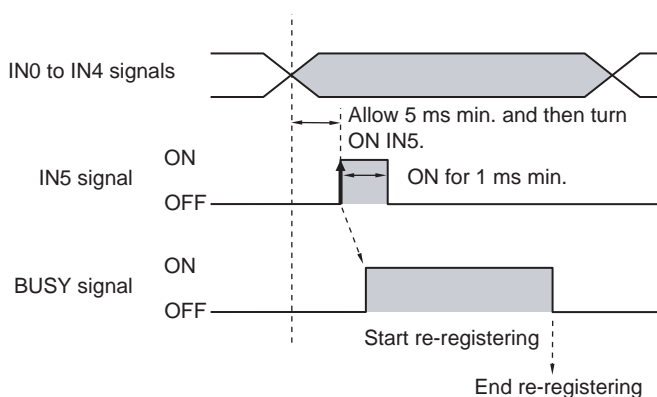 IN0 to IN4 signals
Allow 5 ms min. and then turn
ON IN5.
ON
IN5 signal
ON for 1 ms min.
OFF
ON
BUSY signal
OFF
Start re-registering
End re-registering